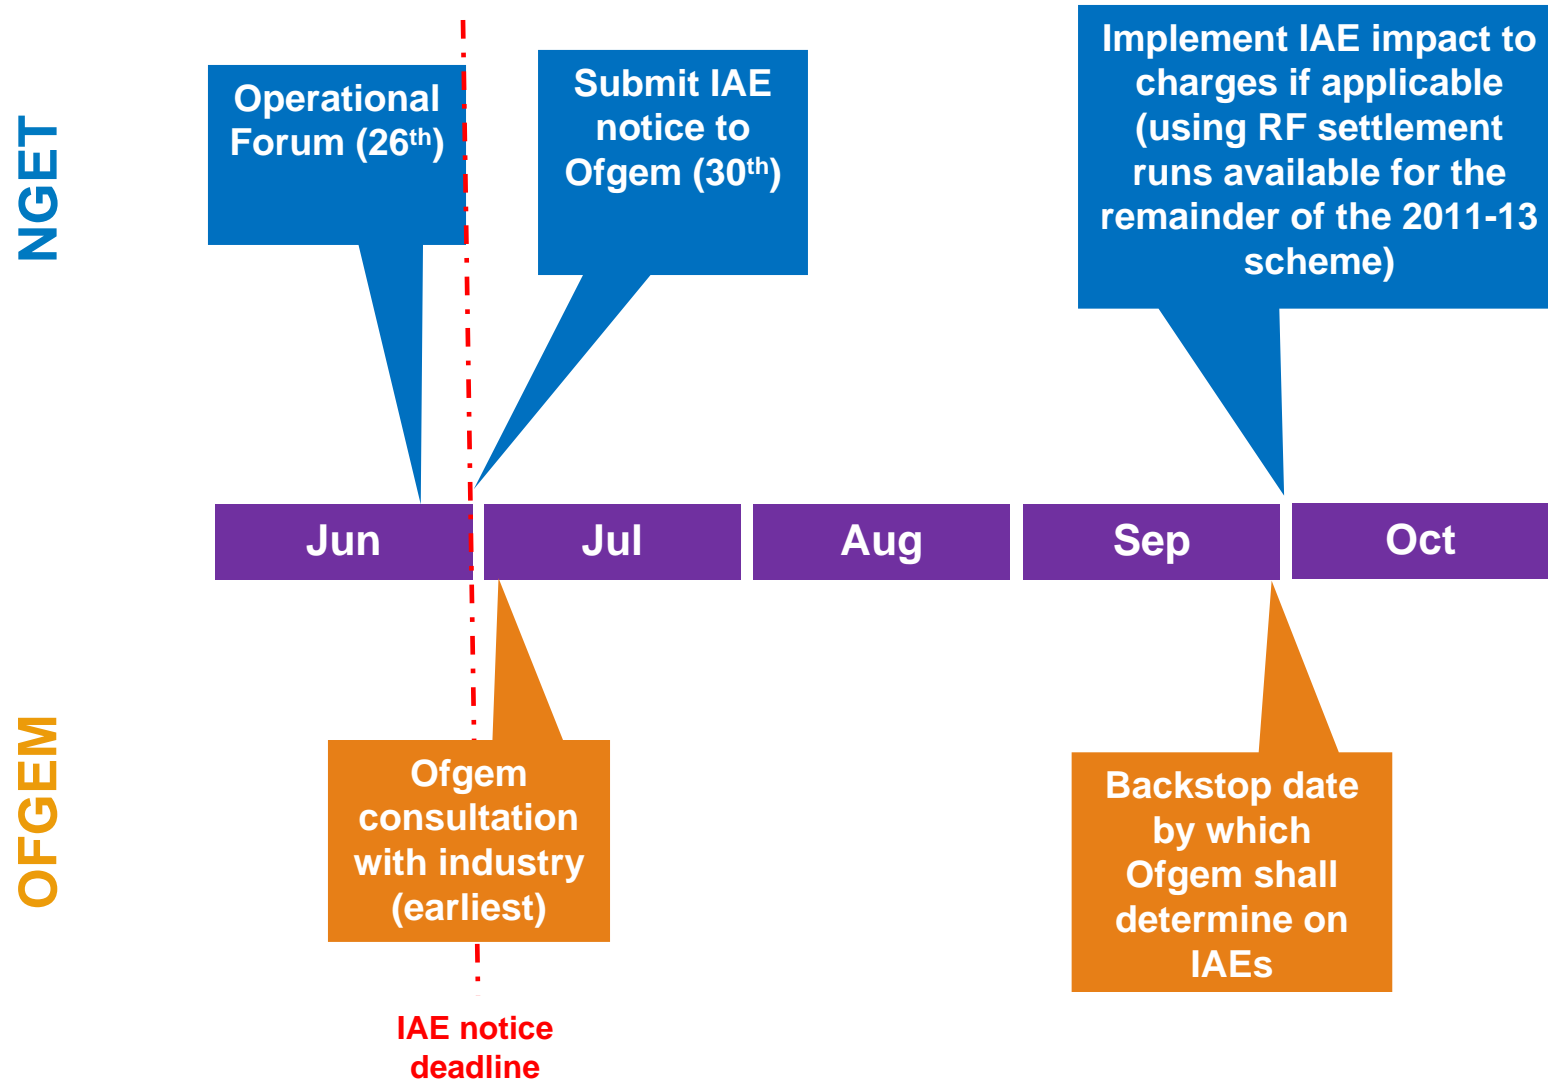 NGET
Operational
Forum (26th)
Submit IAE
notice to
Ofgem (30th)
Implement IAE impact to
charges if applicable
(using RF settlement
runs available for the
remainder of the 2011-13
scheme)
Jun
Jul
Aug
Sep
Oct
OFGEM
Ofgem
consultation
with industry
(earliest)
Backstop date
by which
Ofgem shall
determine on
IAEs
IAE notice
deadline